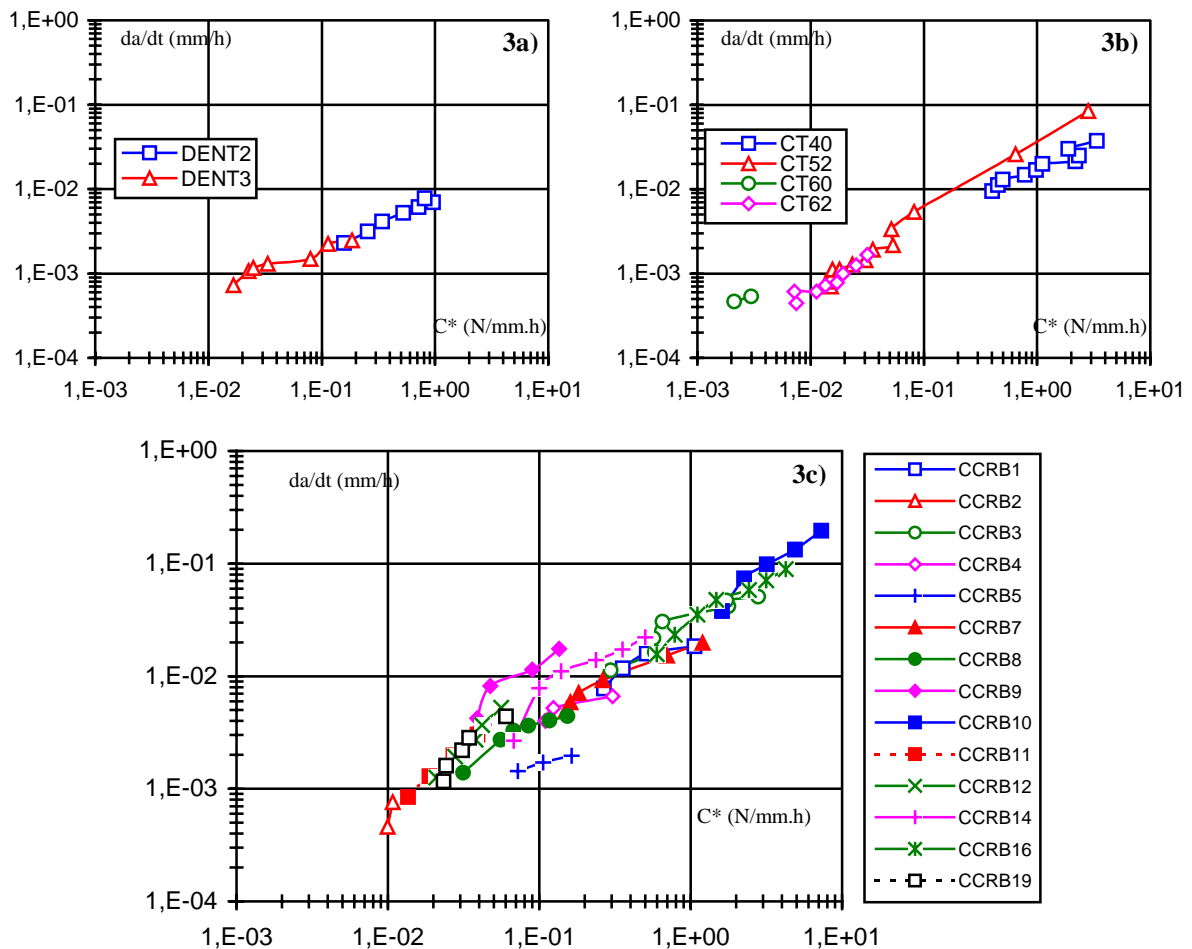 1,E+00
da/dt (mm/h)
3a)
1,E-01
DENT2
DENT3
1,E-02
1,E-03
C* (N/mm.h)
1,E-04
1,E-03 1,E-02 1,E-01 1,E+00 1,E+01
1,E+00
da/dt (mm/h)
3b)
1,E-01
CT40
CT52
CT60
CT62
1,E-02
1,E-03
C* (N/mm.h)
1,E-04
1,E-03 1,E-02 1,E-01 1,E+00 1,E+01
1,E+00
da/dt (mm/h)
3c)
1,E-01
1,E-02
1,E-03
C* (N/mm.h)
1,E-04
1,E-03 1,E-02 1,E-01 1,E+00 1,E+01
CCRB1
CCRB2
CCRB3
CCRB4
CCRB5
CCRB7
CCRB8
CCRB9
CCRB10
CCRB11
CCRB12
CCRB14
CCRB16
CCRB19